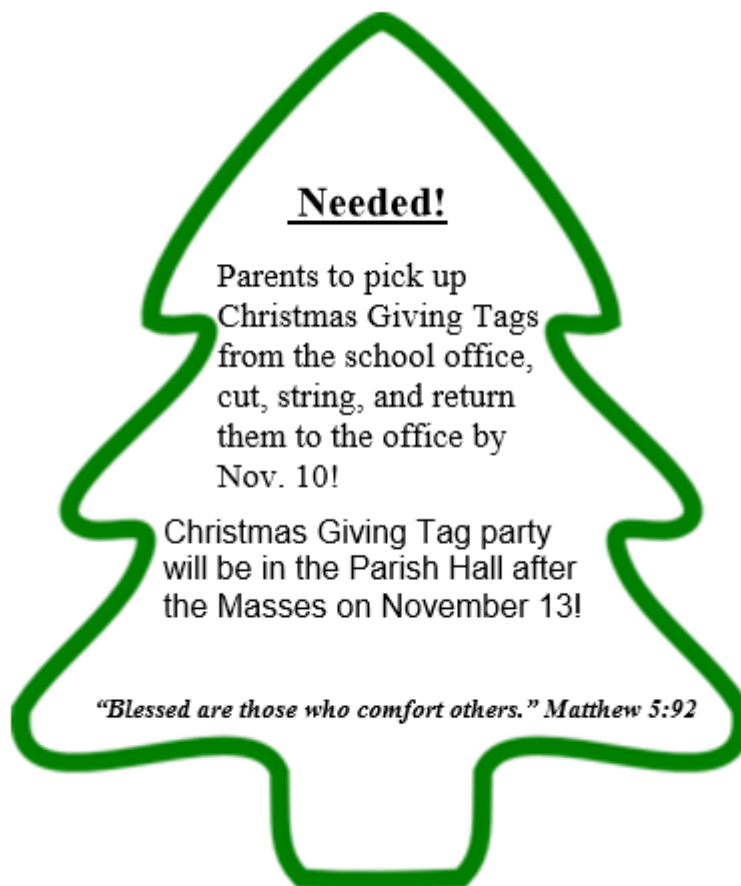 Needed!
Parents to pick up
Christmas Giving Tags
from the school office,
cut, string, and return
them to the office by
Nov. 10!
Christmas Giving Tag party
will be in the Parish Hall after
the Masses on November 13!
“Blessed are those who comfort others.” Matthew 5:92